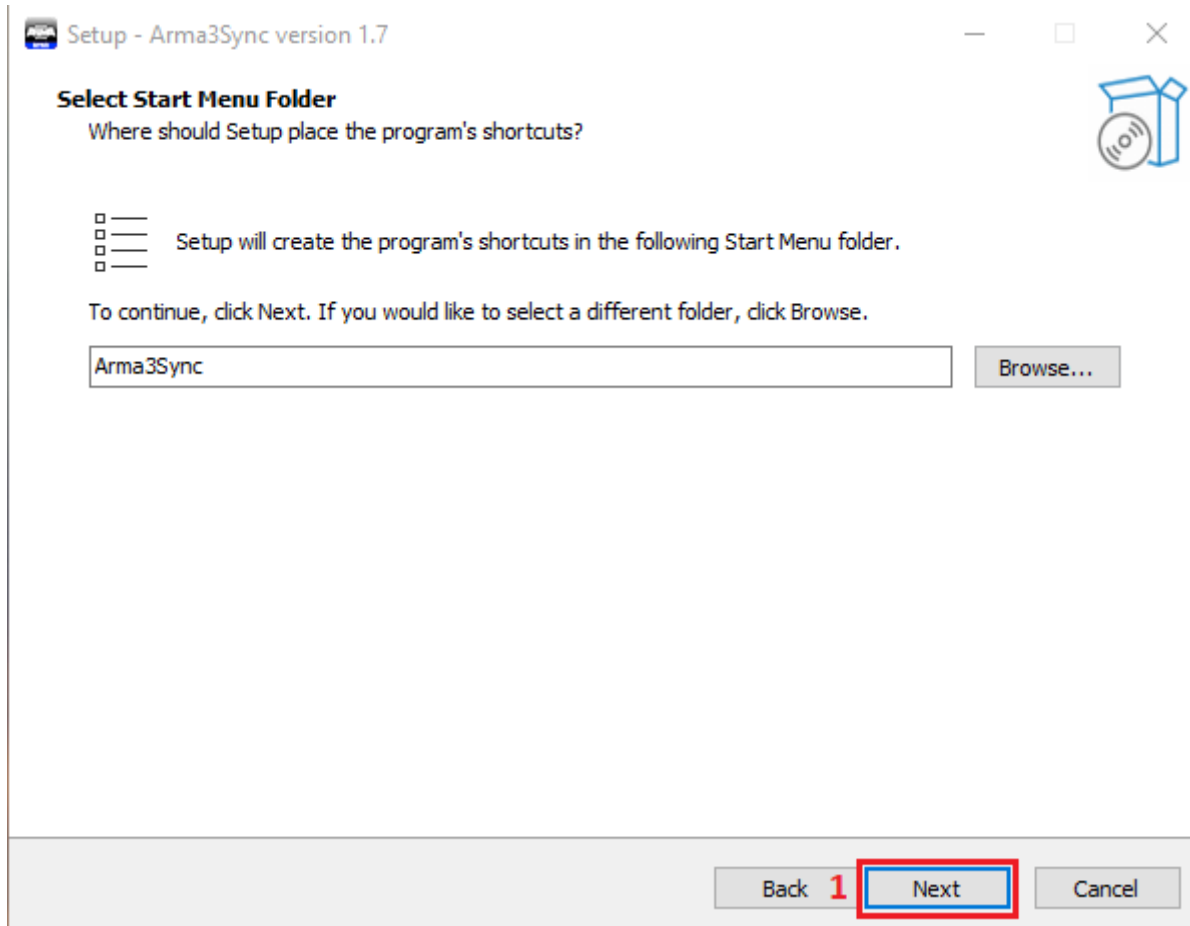 Setup - Arma3Sync version 1.7
Select Start Menu Folder
Where should Setup place the program's shortcuts?
Setup will create the program's shortcuts in the following Start Menu folder.
To continue, click Next. If you would like to select a different folder, click Browse.
Arma3Sync
Browse...
Back 1 Next Cancel